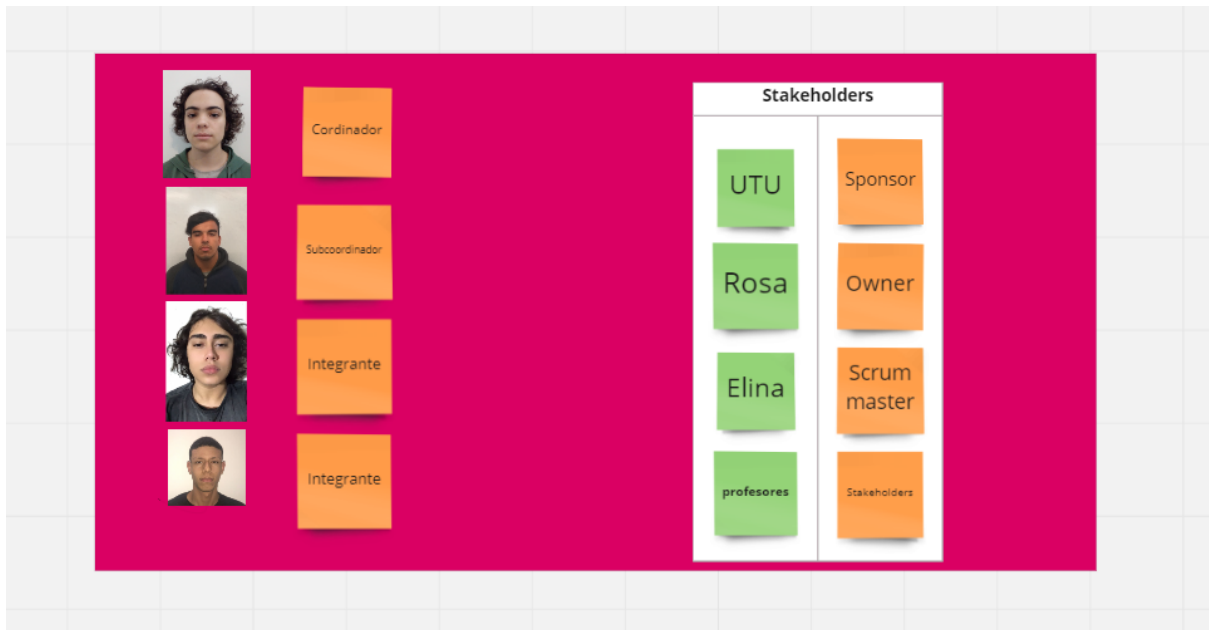 Cordinador
Subcoordinador
Integrante
Integrante
Stakeholders
UTU
Sponsor
Rosa
Owner
Elina
Scrum
master
profesores
Stakeholders